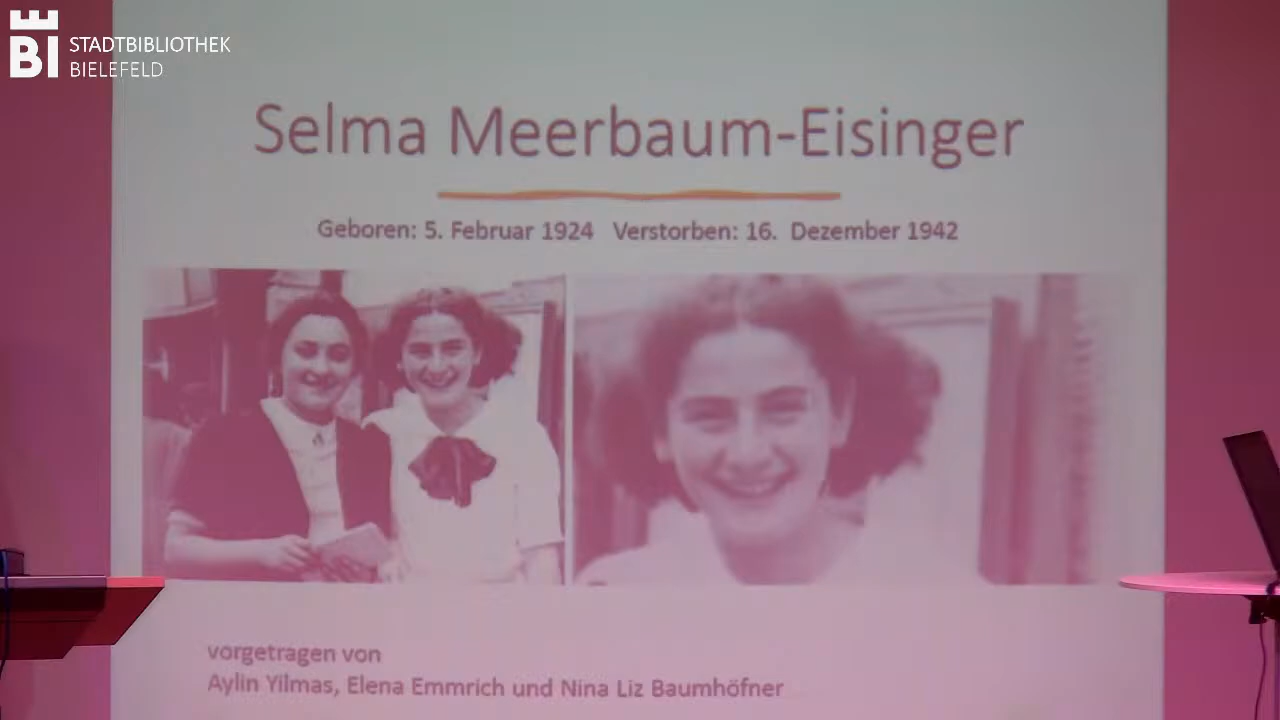 BI STADTBIBLIOTHEK
BIELEFELD
Selma Meerbaum-Eisinger
Geboren: 5. Februar 1924 Verstorben: 16. Dezember 1942
vorgetragen von
Aylin Yilmas, Elena Emmrich und Nina Liz Baumhöfner